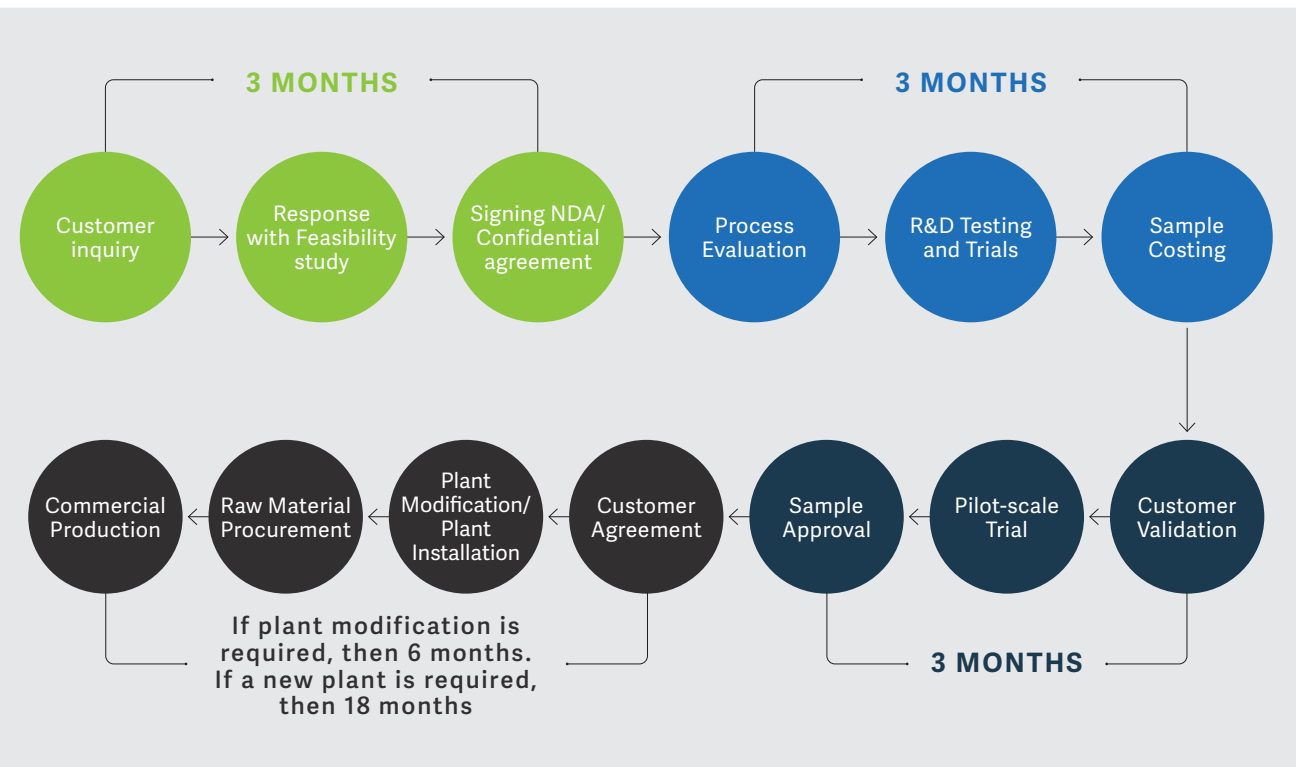 3 MONTHS
3 MONTHS
Customer
inquiry
Response
with Feasibility
study
Signing NDA/
Confidential
agreement
Process
Evaluation
R&D Testing
and Trials
Sample
Costing
Customer
Validation
Pilot-scale
Trial
Sample
Approval
Customer
Agreement
Plant
Modification/
Plant
Installation
Raw Material
Procurement
Commercial
Production
3 MONTHS
If plant modification is
required, then 6 months.
If a new plant is required,
then 18 months